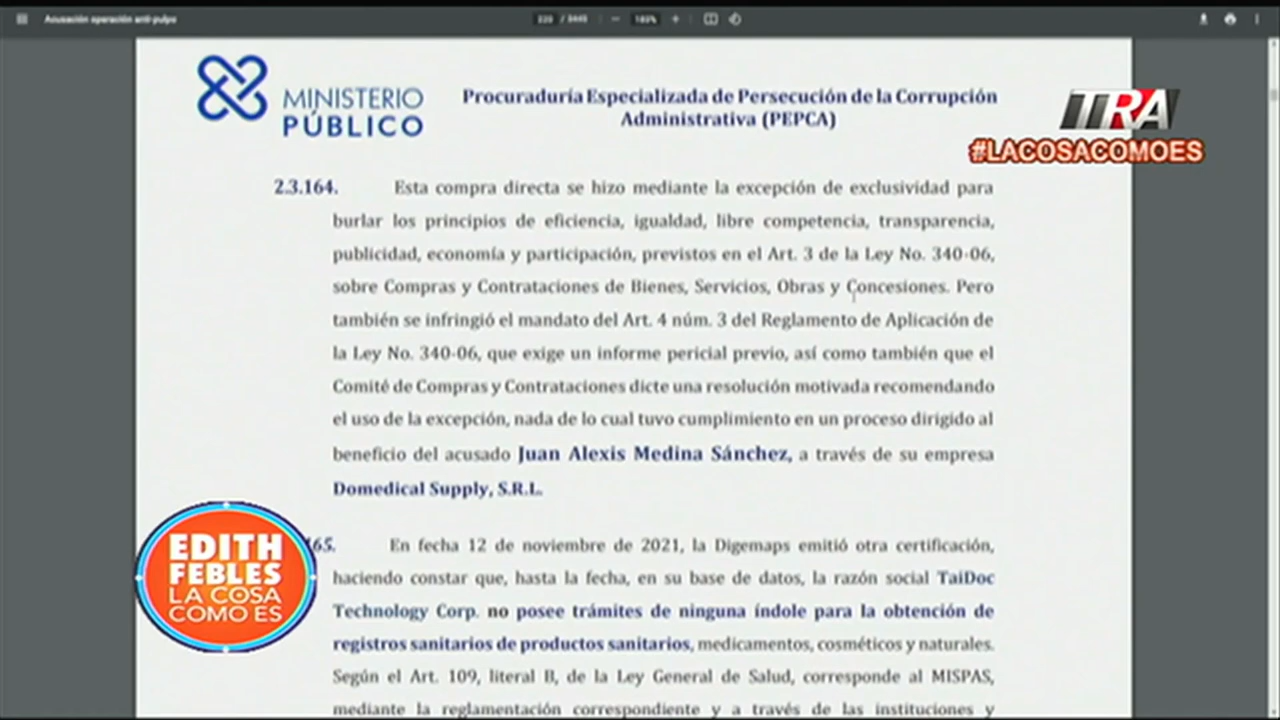 Acusación operación anti-pulpo
/ 3445
TRA
#LACOSACOMOES
MINISTERIO
PÚBLICO
Procuraduría Especializada de Persecución de la Corrupción
Administrativa (PEPCA)
2.3.164. Esta compra directa se hizo mediante la excepción de exclusividad para
burlar los principios de eficiencia, igualdad, libre competencia, transparencia,
publicidad, economía y participación, previstos en el Art. 3 de la Ley No. 340-06,
sobre Compras y Contrataciones de Bienes, Servicios, Obras y Concesiones. Pero
también se infringió el mandato del Art. 4 núm. 3 del Reglamento de Aplicación de
la Ley No. 340-06, que exige un informe pericial previo, así como también que el
Comité de Compras y Contrataciones dicte una resolución motivada recomendando
el uso de la excepción, nada de lo cual tuvo cumplimiento en un proceso dirigido al
beneficio del acusado Juan Alexis Medina Sánchez, a través de su empresa
Domedical Supply, S.R.L.
65. En fecha 12 de noviembre de 2021, la Digemaps emitió otra certificación,
haciendo constar que, hasta la fecha, en su base de datos, la razón social TaiDoc
Technology Corp. no posee trámites de ninguna índole para la obtención de
registros sanitarios de productos sanitarios, medicamentos, cosméticos y naturales.
Según el Art. 109, literal B, de la Ley General de Salud, corresponde al MISPAS,
mediante la reglamentación correspondiente y a través de las instituciones y
EDITH
FEBLES
LA COSA
COMO ES